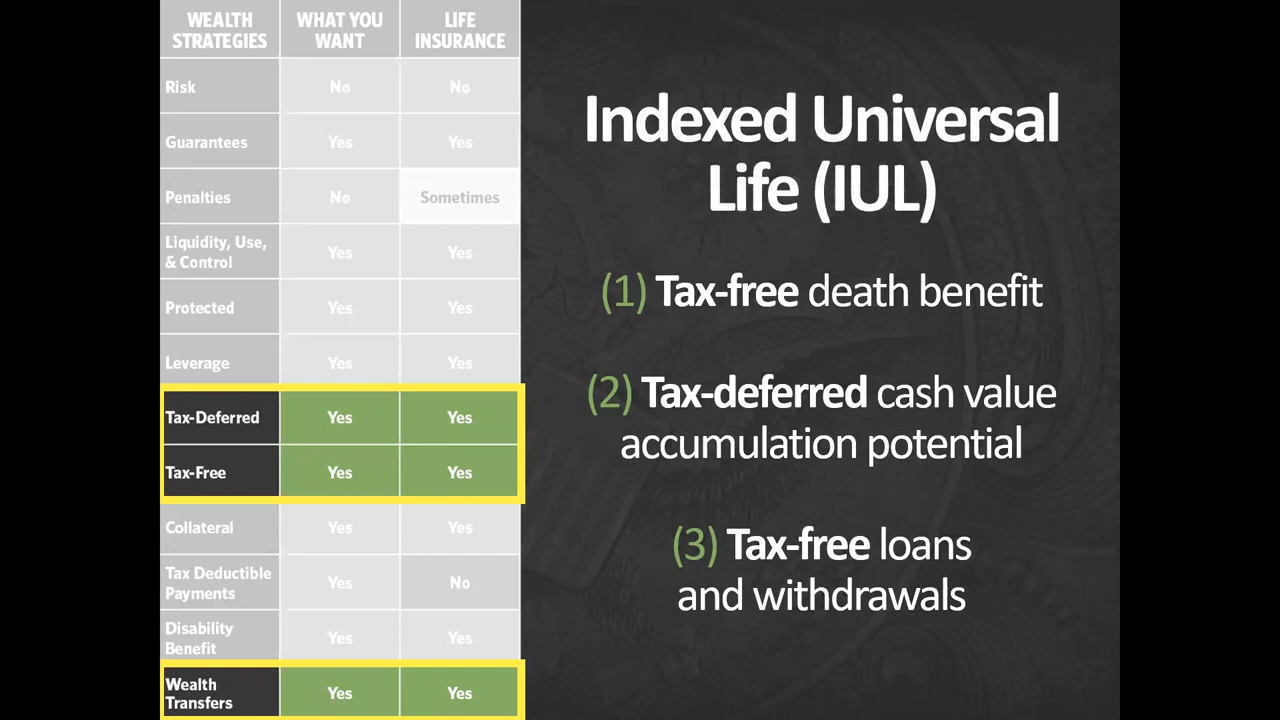 WEALTH STRATEGIES WHAT YOU WANT LIFE INSURANCE
Risk No No
Guarantees Yes Yes
Penalties No Sometimes
Liquidity, Use, & Control Yes Yes
Protected Yes Yes
Leverage Yes Yes
Tax-Deferred Yes Yes
Tax-Free Yes Yes
Collateral Yes Yes
Tax Deductible Payments Yes No
Disability Benefit Yes Yes
Wealth Transfers Yes Yes
Indexed Universal
Life (IUL)
(1) Tax-free death benefit
(2) Tax-deferred cash value
accumulation potential
(3) Tax-free loans
and withdrawals